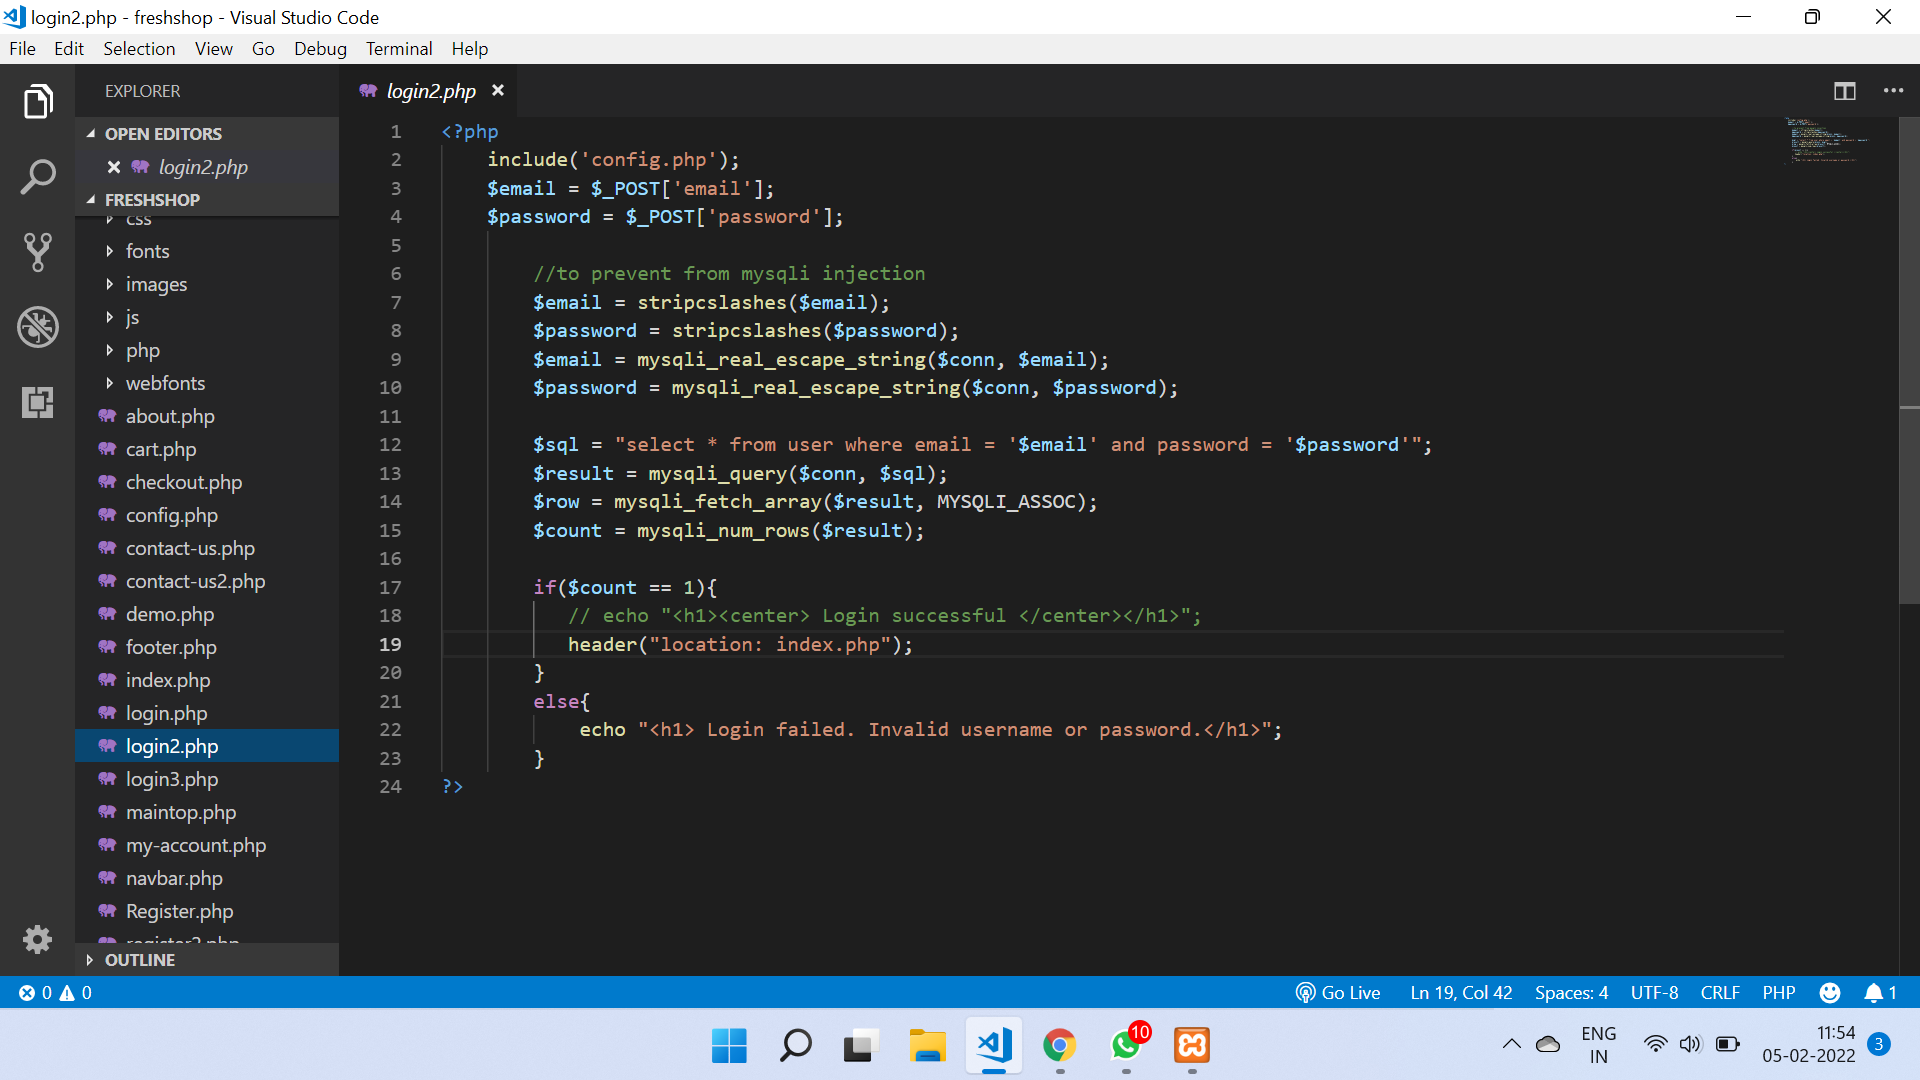 login2.php - freshshop - Visual Studio Code
File Edit Selection View Go Debug Terminal Help
EXPLORER
OPEN EDITORS
login2.php
FRESHSHOP
css
fonts
images
js
php
webfonts
about.php
cart.php
checkout.php
config.php
contact-us.php
contact-us2.php
demo.php
footer.php
index.php
login.php
login2.php
login3.php
maintop.php
my-account.php
navbar.php
Register.php
register2.php
OUTLINE
login2.php
1 <?php
2 include('config.php');
3 $email = $_POST['email'];
4 $password = $_POST['password'];
5
6 //to prevent from mysqli injection
7 $email = stripcslashes($email);
8 $password = stripcslashes($password);
9 $email = mysqli_real_escape_string($conn, $email);
10 $password = mysqli_real_escape_string($conn, $password);
11
12 $sql = "select * from user where email = '$email' and password = '$password'";
13 $result = mysqli_query($conn, $sql);
14 $row = mysqli_fetch_array($result, MYSQLI_ASSOC);
15 $count = mysqli_num_rows($result);
16
17 if($count == 1){
18 // echo "<h1><center> Login successful </center></h1>";
19 header("location: index.php");
20 }
21 else{
22 echo "<h1> Login failed. Invalid username or password.</h1>";
23 }
24 ?>
0 0 Go Live Ln 19, Col 42 Spaces: 4 UTF-8 CRLF PHP 1
10
ENG
IN
11:54
05-02-2022
3